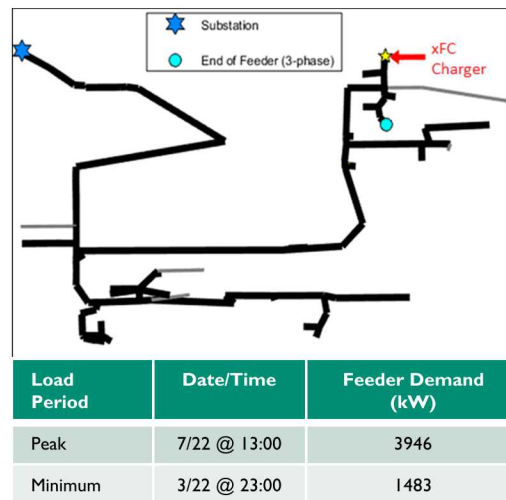 Substation
End of Feeder (3-phase)
xFC
Charger
Load
Period
Date/Time
Feeder Demand
(kW)
Peak
7/22 @ 13:00
3946
Minimum
3/22 @ 23:00
1483